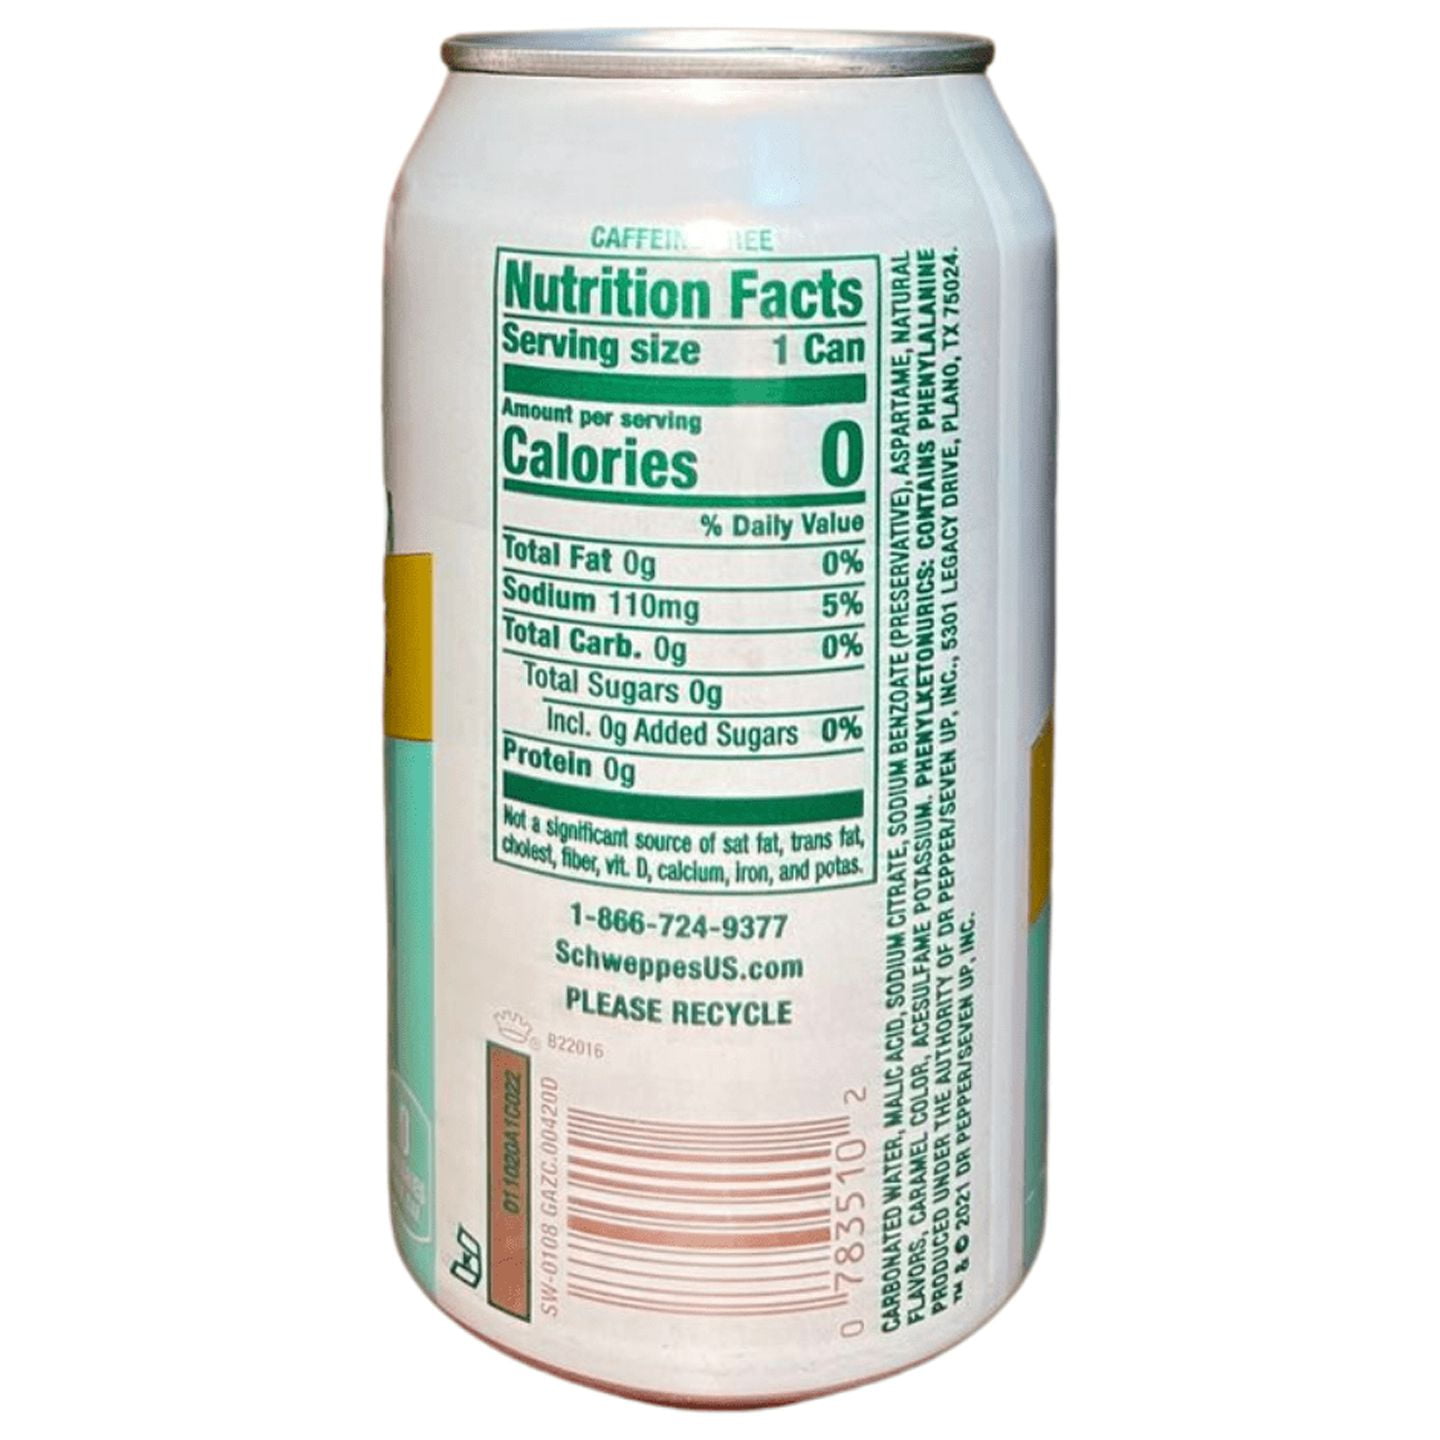 CAFFEINE FREE
Nutrition Facts
Serving size 1 Can
Amount per serving
Calories 0
% Daily Value
Total Fat 0g 0%
Sodium 110mg 5%
Total Carb. 0g 0%
Total Sugars 0g
Incl. 0g Added Sugars 0%
Protein 0g
Not a significant source of sat fat, trans fat,
cholest, fiber, vit. D, calcium, iron, and potas.
1-866-724-9377
SchweppesUS.com
PLEASE RECYCLE
® B22016
011020A1C022
SW-0108 GAZC.00420D
0 783510 2
CARBONATED WATER, MALIC ACID, SODIUM CITRATE, SODIUM BENZOATE (PRESERVATIVE), ASPARTAME, NATURAL
FLAVORS, CARAMEL COLOR, ACESULFAME POTASSIUM. PHENYLKETONURICS: CONTAINS PHENYLALANINE
PRODUCED UNDER THE AUTHORITY OF DR PEPPER/SEVEN UP, INC., 5301 LEGACY DRIVE, PLANO, TX 75024.
™ & © 2021 DR PEPPER/SEVEN UP, INC.
0